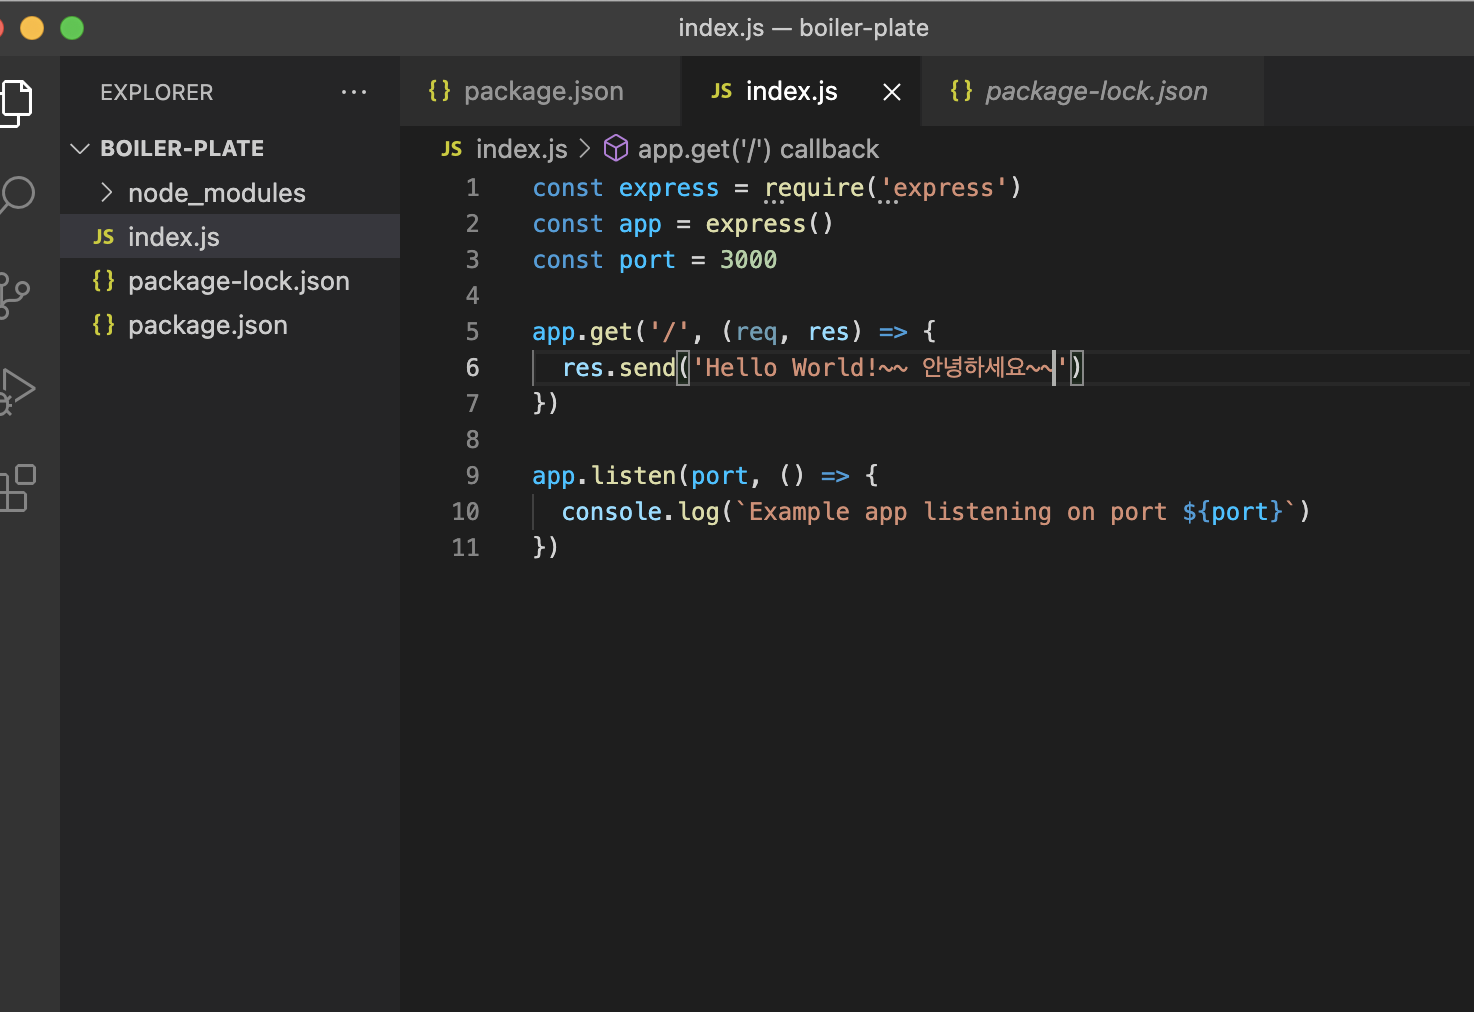 index.js — boiler-plate
EXPLORER ···
{} package.json
JS index.js
{} package-lock.json
BOILER-PLATE
node_modules
JS index.js
{} package-lock.json
{} package.json
JS index.js > app.get('/') callback
1 const express = require('express')
2 const app = express()
3 const port = 3000
4
5 app.get('/', (req, res) => {
6 res.send('Hello World!~~ 안녕하세요~~')
7 })
8
9 app.listen(port, () => {
10 console.log(`Example app listening on port ${port}`)
11 })